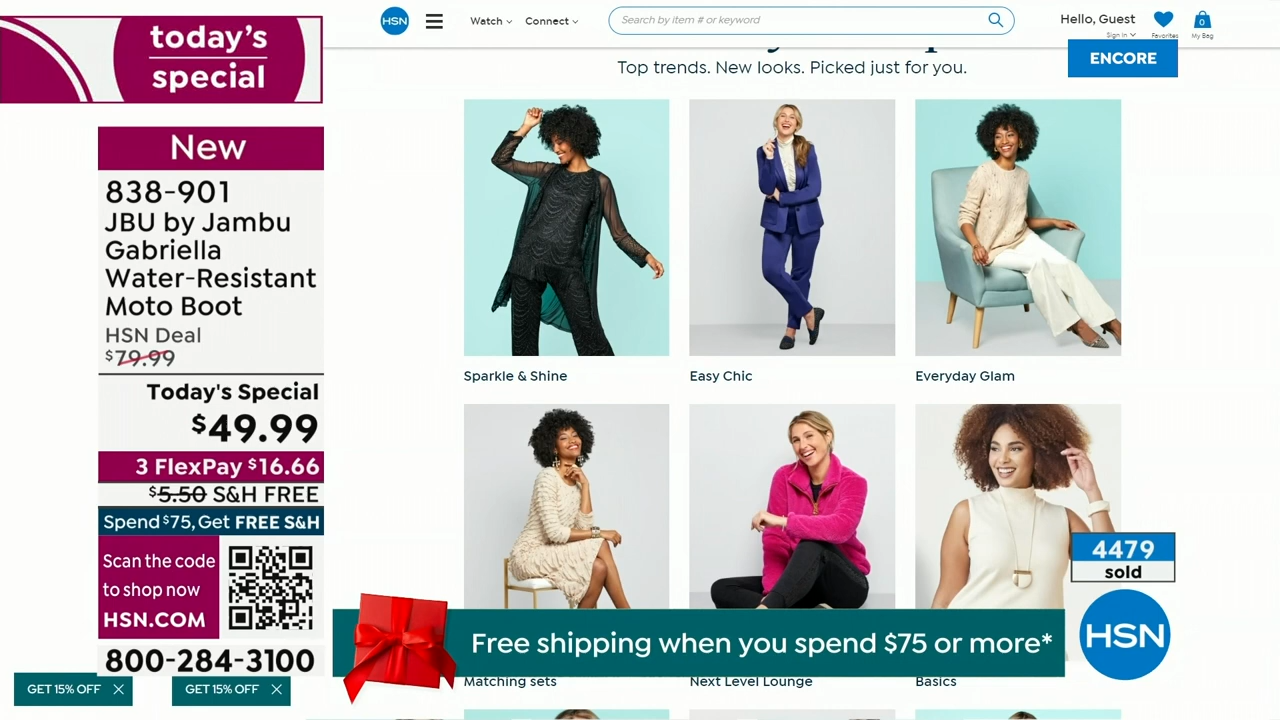 today's
special
New
838-901
JBU by Jambu
Gabriella
Water-Resistant
Moto Boot
HSN Deal
$79.99
Today's Special
$49.99
3 FlexPay $16.66
$5.50 S&H FREE
Spend $75, Get FREE S&H
Scan the code
to shop now
HSN.COM
800-284-3100
GET 15% OFF
GET 15% OFF
HSN
Watch
Connect
Search by item # or keyword
Hello, Guest
Sign In
Favorites
0
My Bag
ENCORE
Top trends. New looks. Picked just for you.
Sparkle & Shine
Easy Chic
Everyday Glam
4479
sold
Free shipping when you spend $75 or more*
HSN
Matching sets
Next Level Lounge
Basics